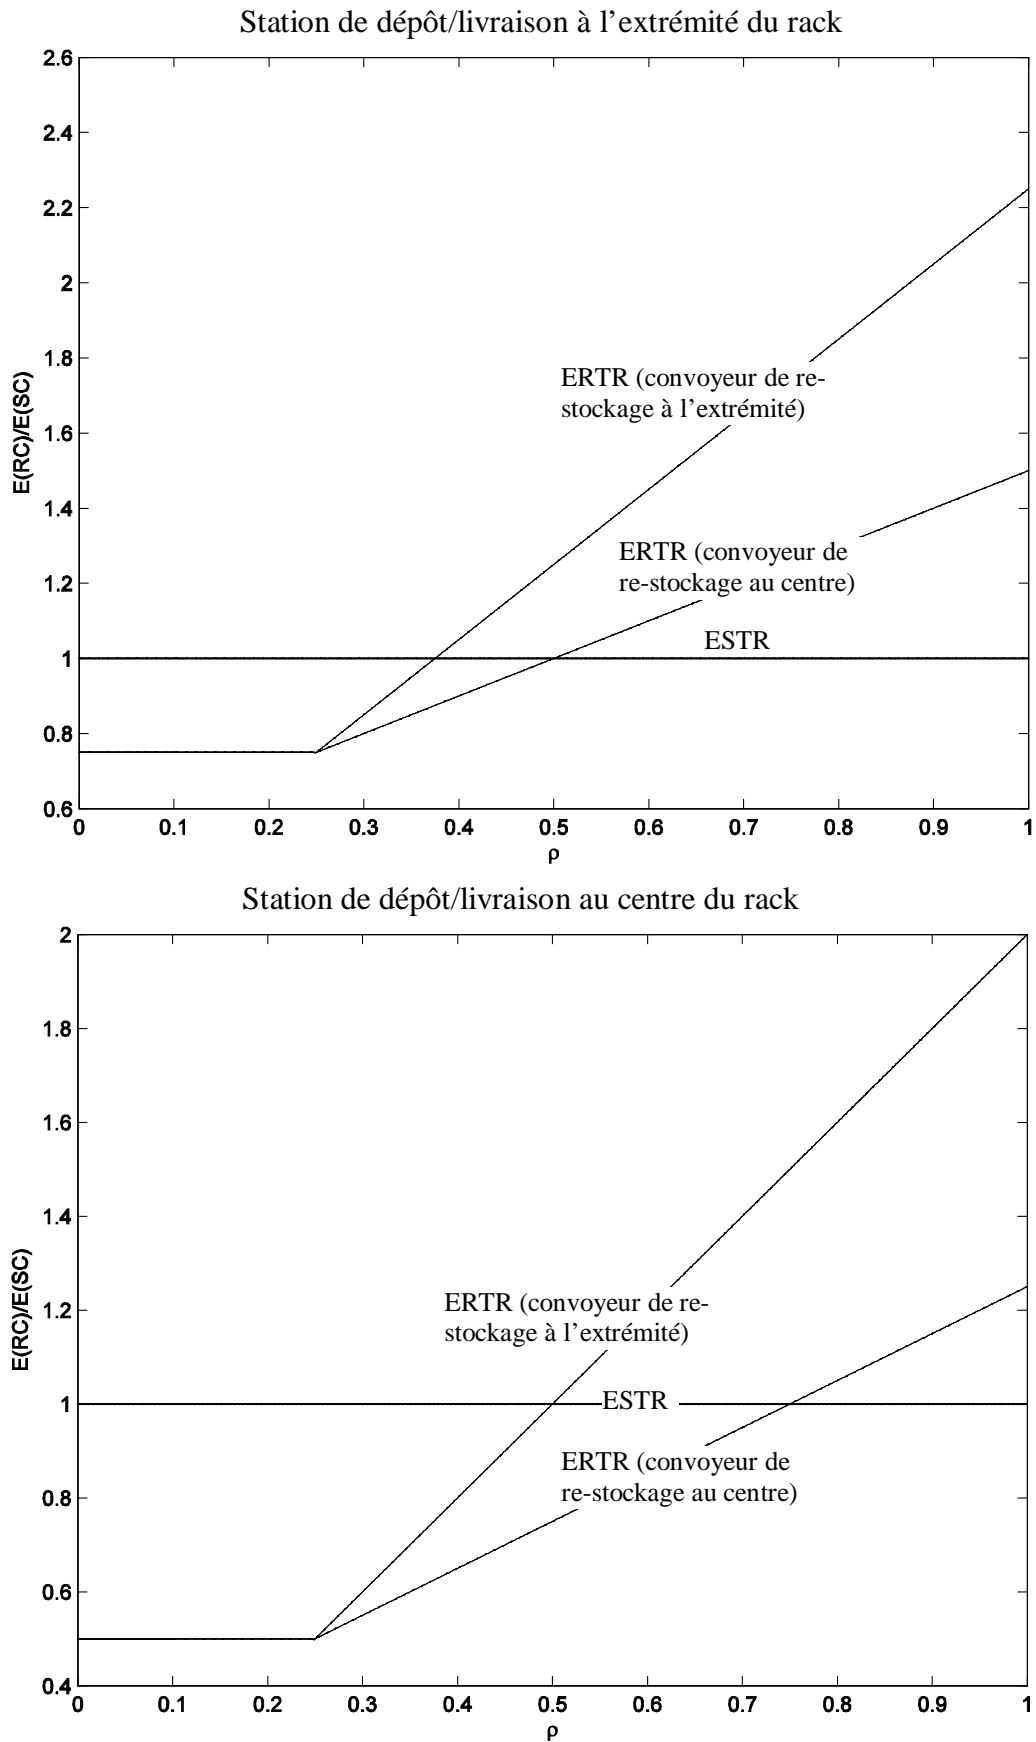 Station de dépôt/livraison à l'extrémité du rack
2.6
2.4
2.2
2
1.8
1.6
1.4
1.2
1
0.8
0.6
E(RC)/E(SC)
ERTR (convoyeur de re-
stockage à l'extrémité)
ERTR (convoyeur de
re-stockage au centre)
ESTR
0 0.1 0.2 0.3 0.4 0.5 0.6 0.7 0.8 0.9 1
ρ
Station de dépôt/livraison au centre du rack
2
1.8
1.6
1.4
1.2
1
0.8
0.6
0.4
E(RC)/E(SC)
ERTR (convoyeur de re-
stockage à l'extrémité)
ESTR
ERTR (convoyeur de
re-stockage au centre)
0 0.1 0.2 0.3 0.4 0.5 0.6 0.7 0.8 0.9 1
ρ